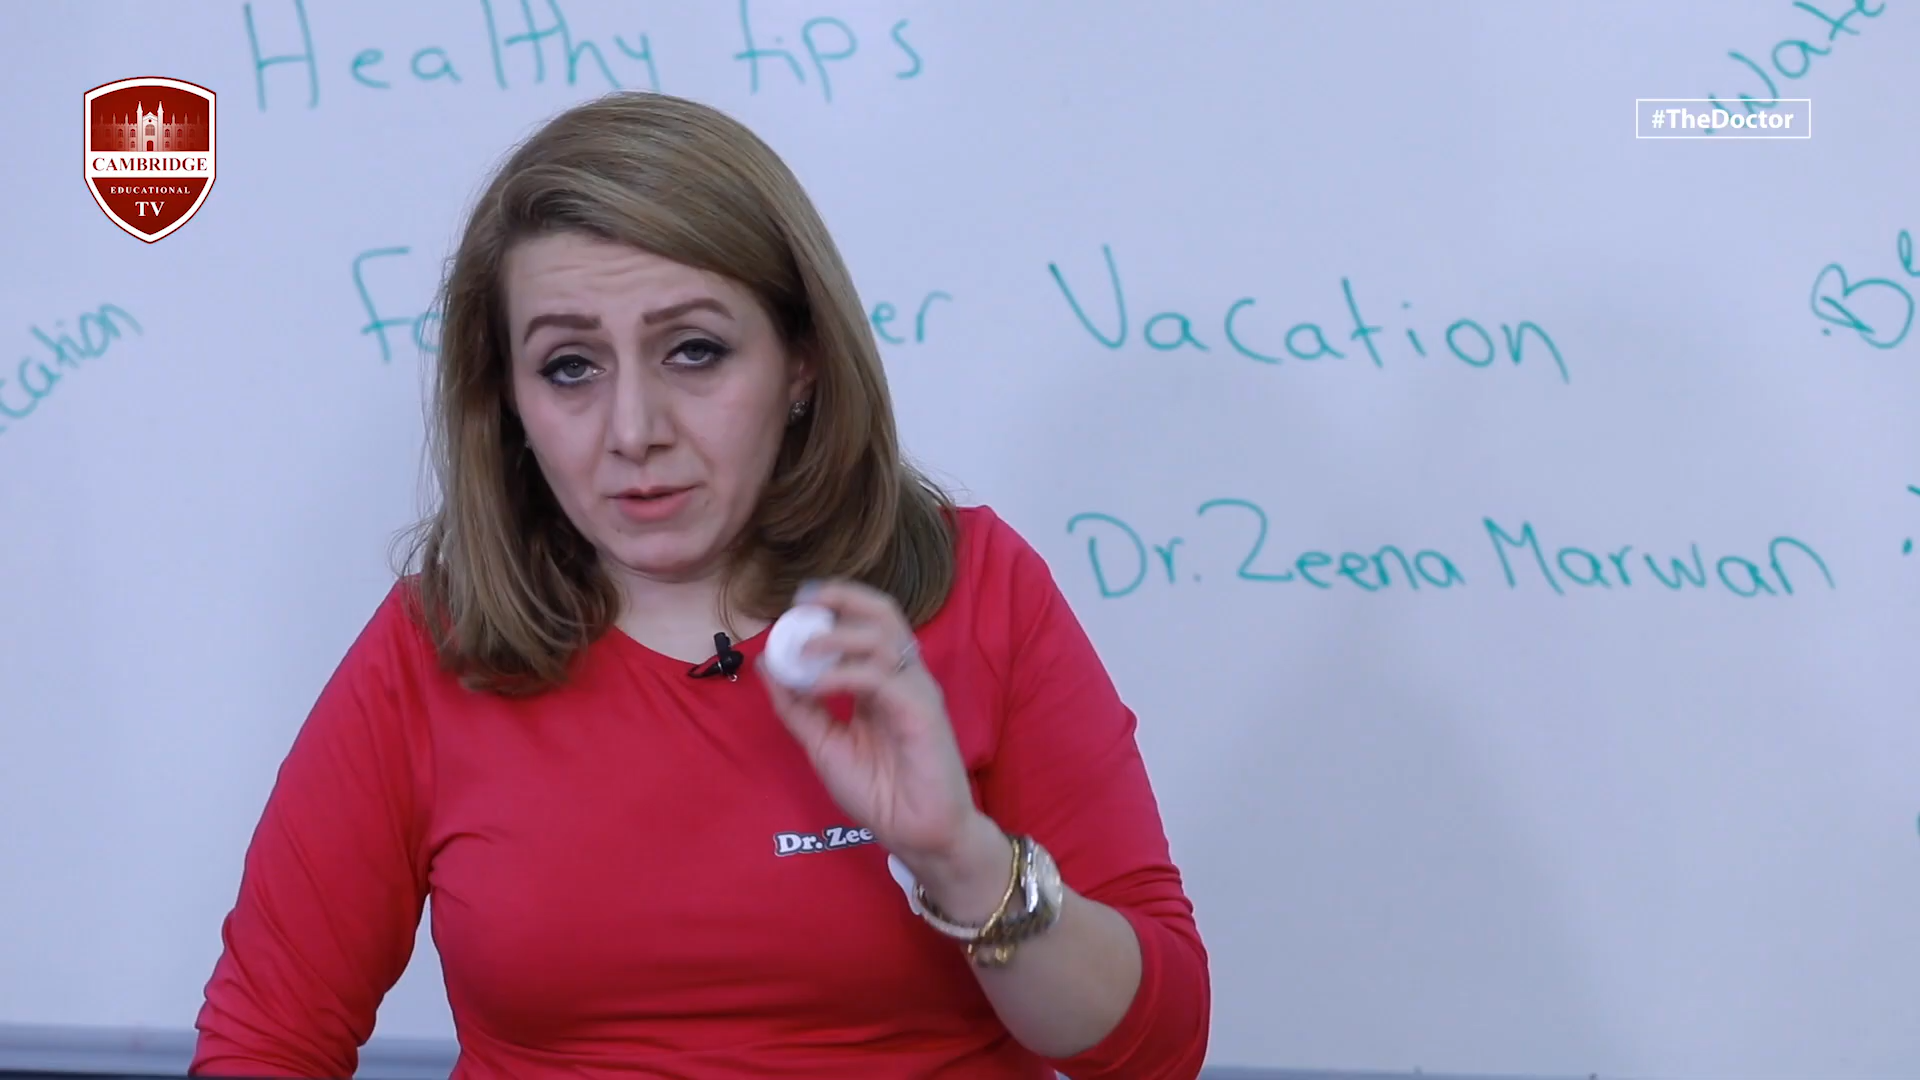 Healthy tips
CAMBRIDGE
EDUCATIONAL
TV
#TheDoctor
Vacation
Dr. Zeena Marwan
Dr. Zee